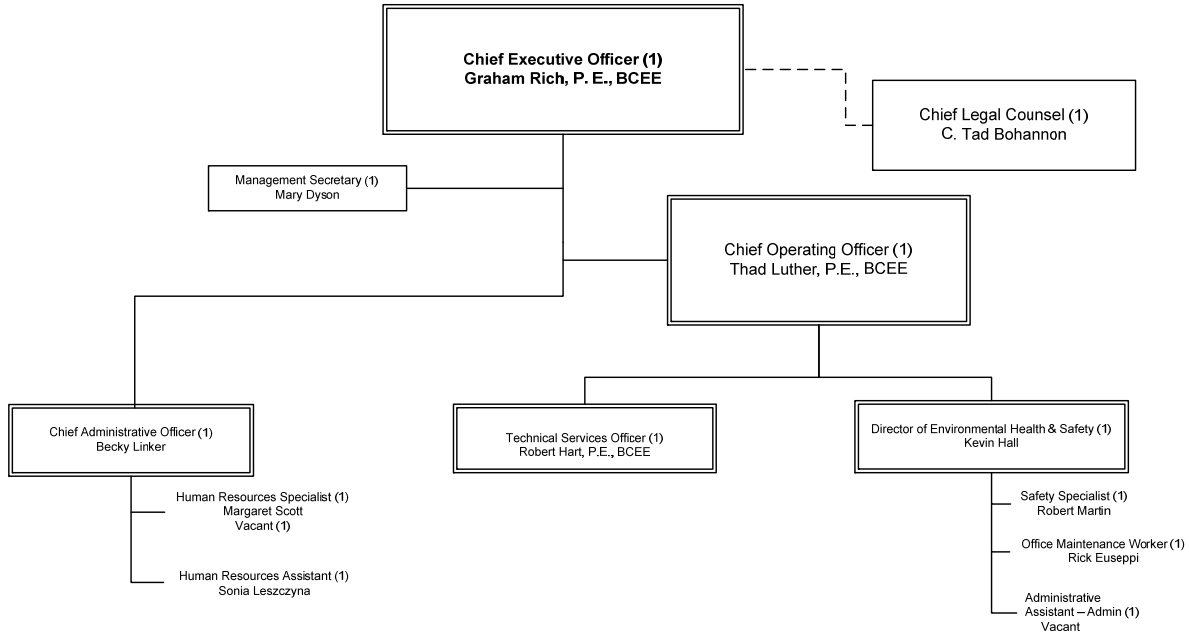 Chief Executive Officer (1)
Graham Rich, P. E., BCEE
Chief Legal Counsel (1)
C. Tad Bohannon
Management Secretary (1)
Mary Dyson
Chief Operating Officer (1)
Thad Luther, P.E., BCEE
Chief Administrative Officer (1)
Becky Linker
Technical Services Officer (1)
Robert Hart, P.E., BCEE
Director of Environmental Health & Safety (1)
Kevin Hall
Human Resources Specialist (1)
Margaret Scott
Vacant (1)
Human Resources Assistant (1)
Sonia Leszczyna
Safety Specialist (1)
Robert Martin
Office Maintenance Worker (1)
Rick Euseppi
Administrative
Assistant – Admin (1)
Vacant